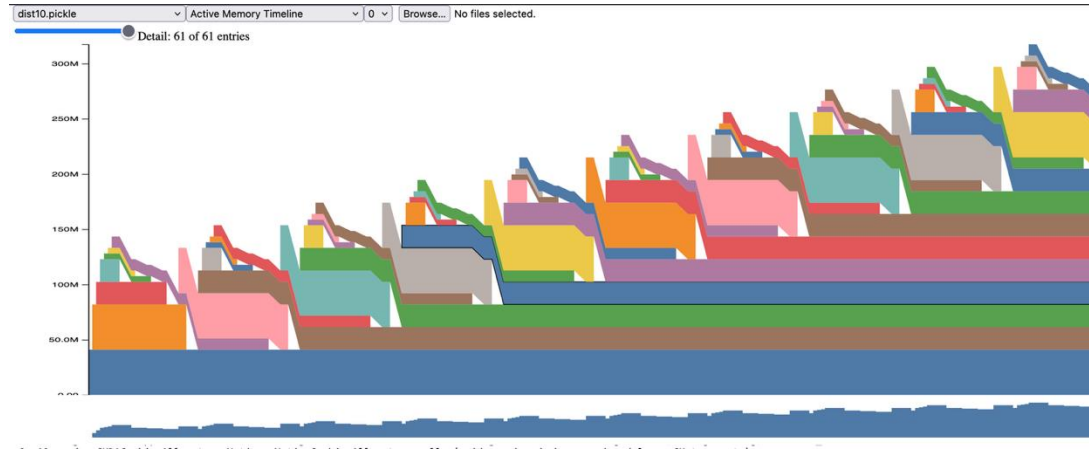 dist10.pickle Active Memory Timeline 0 Browse... No files selected.
Detail: 61 of 61 entries
300M
250M
200M
150M
100M
50.0M